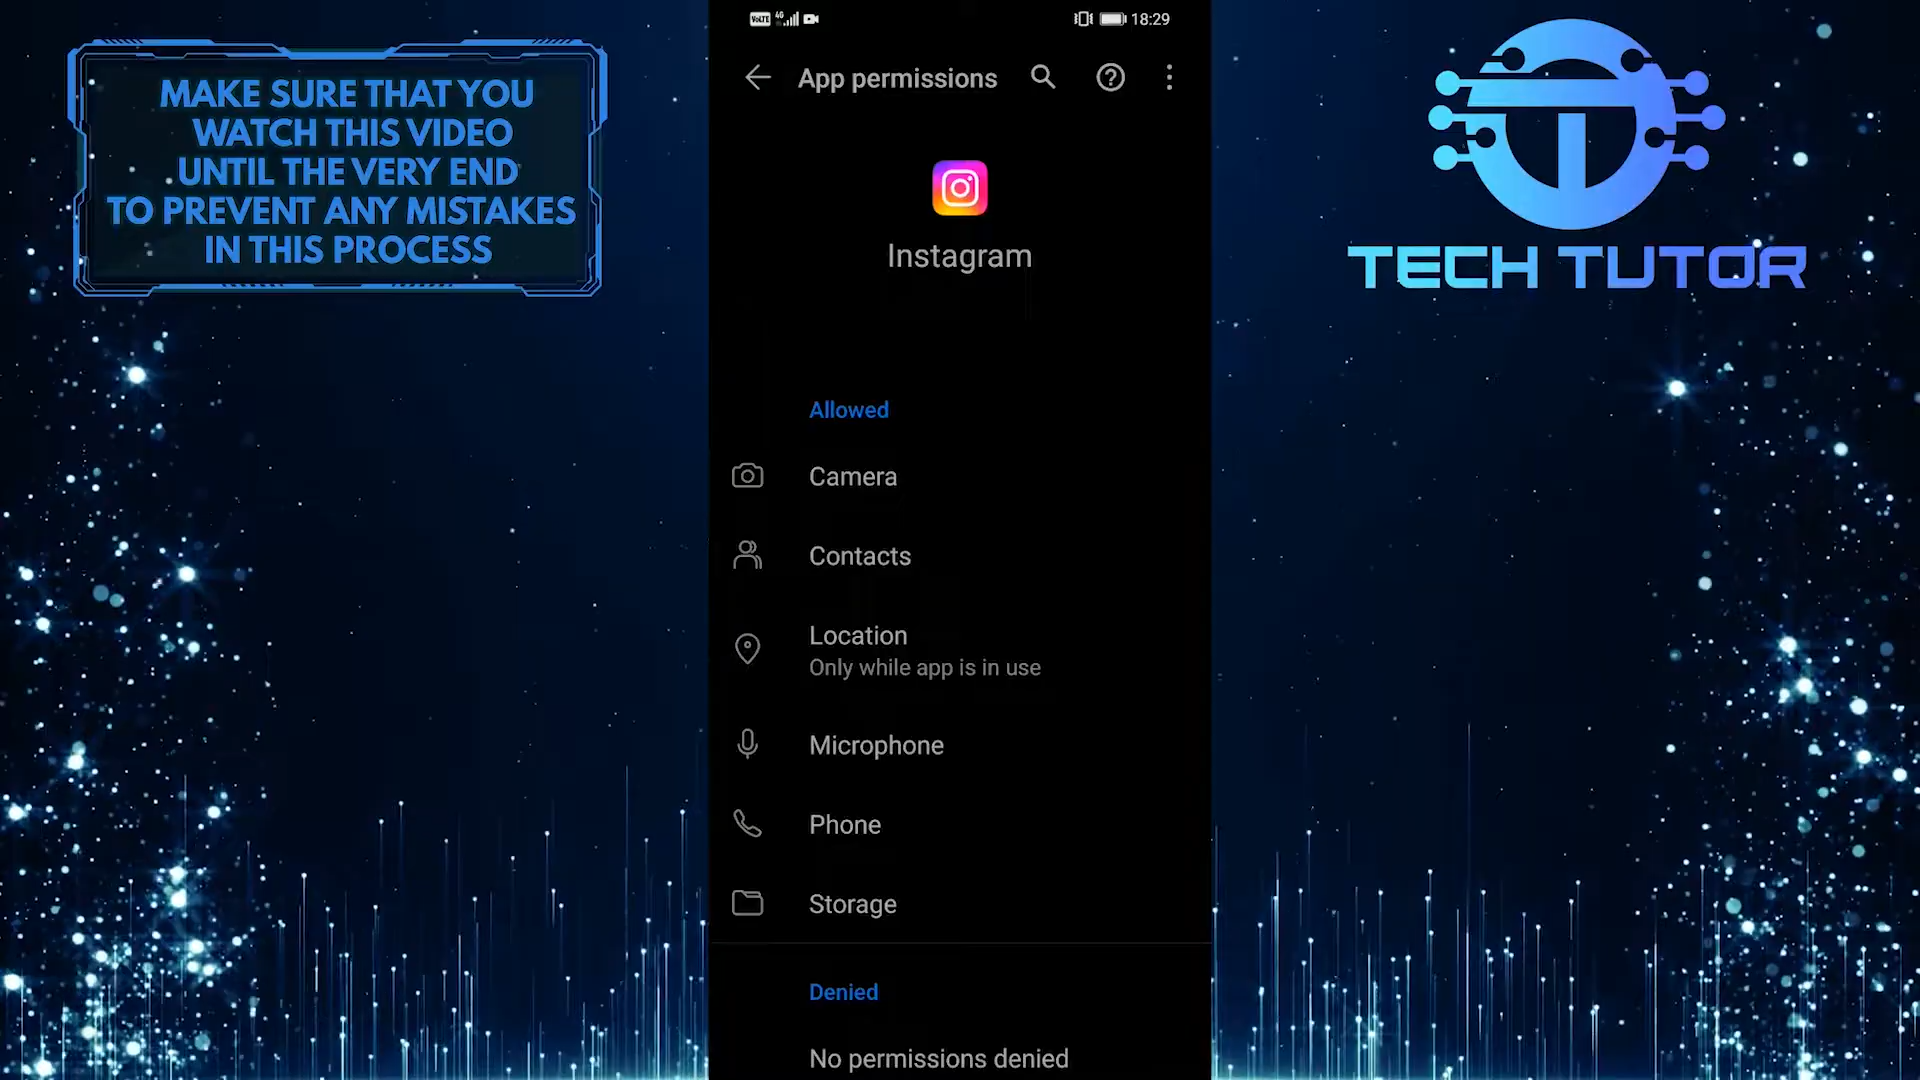 MAKE SURE THAT YOU
WATCH THIS VIDEO
UNTIL THE VERY END
TO PREVENT ANY MISTAKES
IN THIS PROCESS
VoLTE 4G 18:29
App permissions
Instagram
Allowed
Camera
Contacts
Location
Only while app is in use
Microphone
Phone
Storage
Denied
No permissions denied
TECH TUTOR